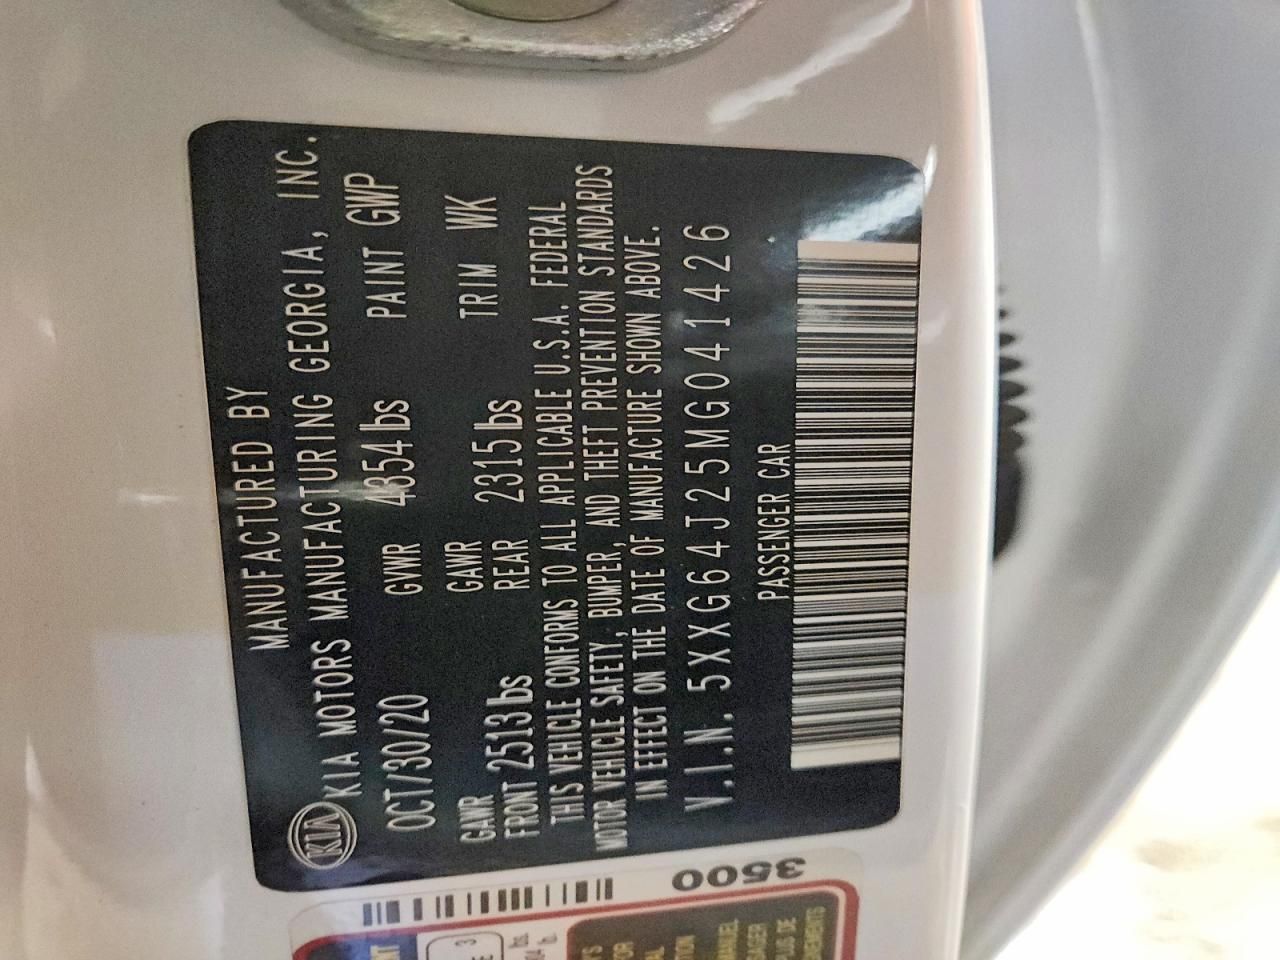 MANUFACTURED BY
KIA KIA MOTORS MANUFACTURING GEORGIA, INC.
OCT/30/20 GVWR 4354 lbs PAINT GWP
GAWR FRONT 2513 lbs GAWR REAR 2315 lbs TRIM WK
THIS VEHICLE CONFORMS TO ALL APPLICABLE U.S.A. FEDERAL
MOTOR VEHICLE SAFETY, BUMPER, AND THEFT PREVENTION STANDARDS
IN EFFECT ON THE DATE OF MANUFACTURE SHOWN ABOVE.
V.I.N. 5XXG64J25MG041426
PASSENGER CAR
3500